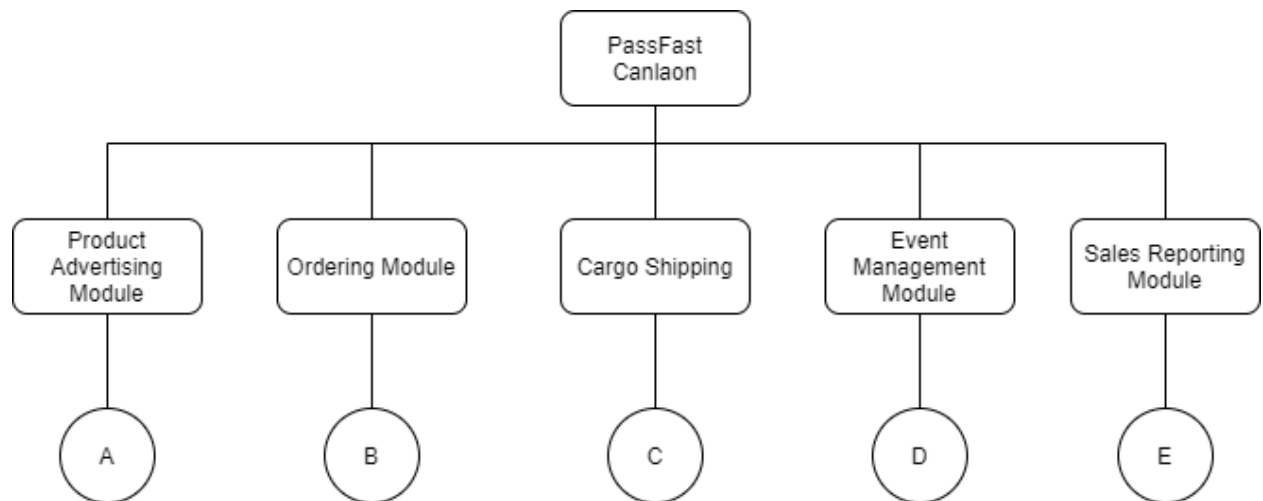 PassFast
Canlaon
Product
Advertising
Module
Ordering Module
Cargo Shipping
Event
Management
Module
Sales Reporting
Module
A
B
C
D
E